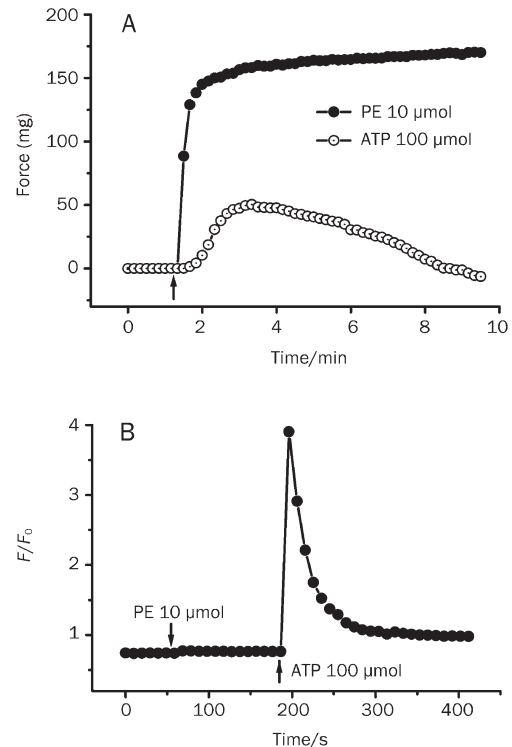 A
200
150
100
50
0
Force (mg)
PE 10 μmol
ATP 100 μmol
0 2 4 6 8 10
Time/min
B
4
3
2
1
F/F0
PE 10 μmol
ATP 100 μmol
0 100 200 300 400
Time/s